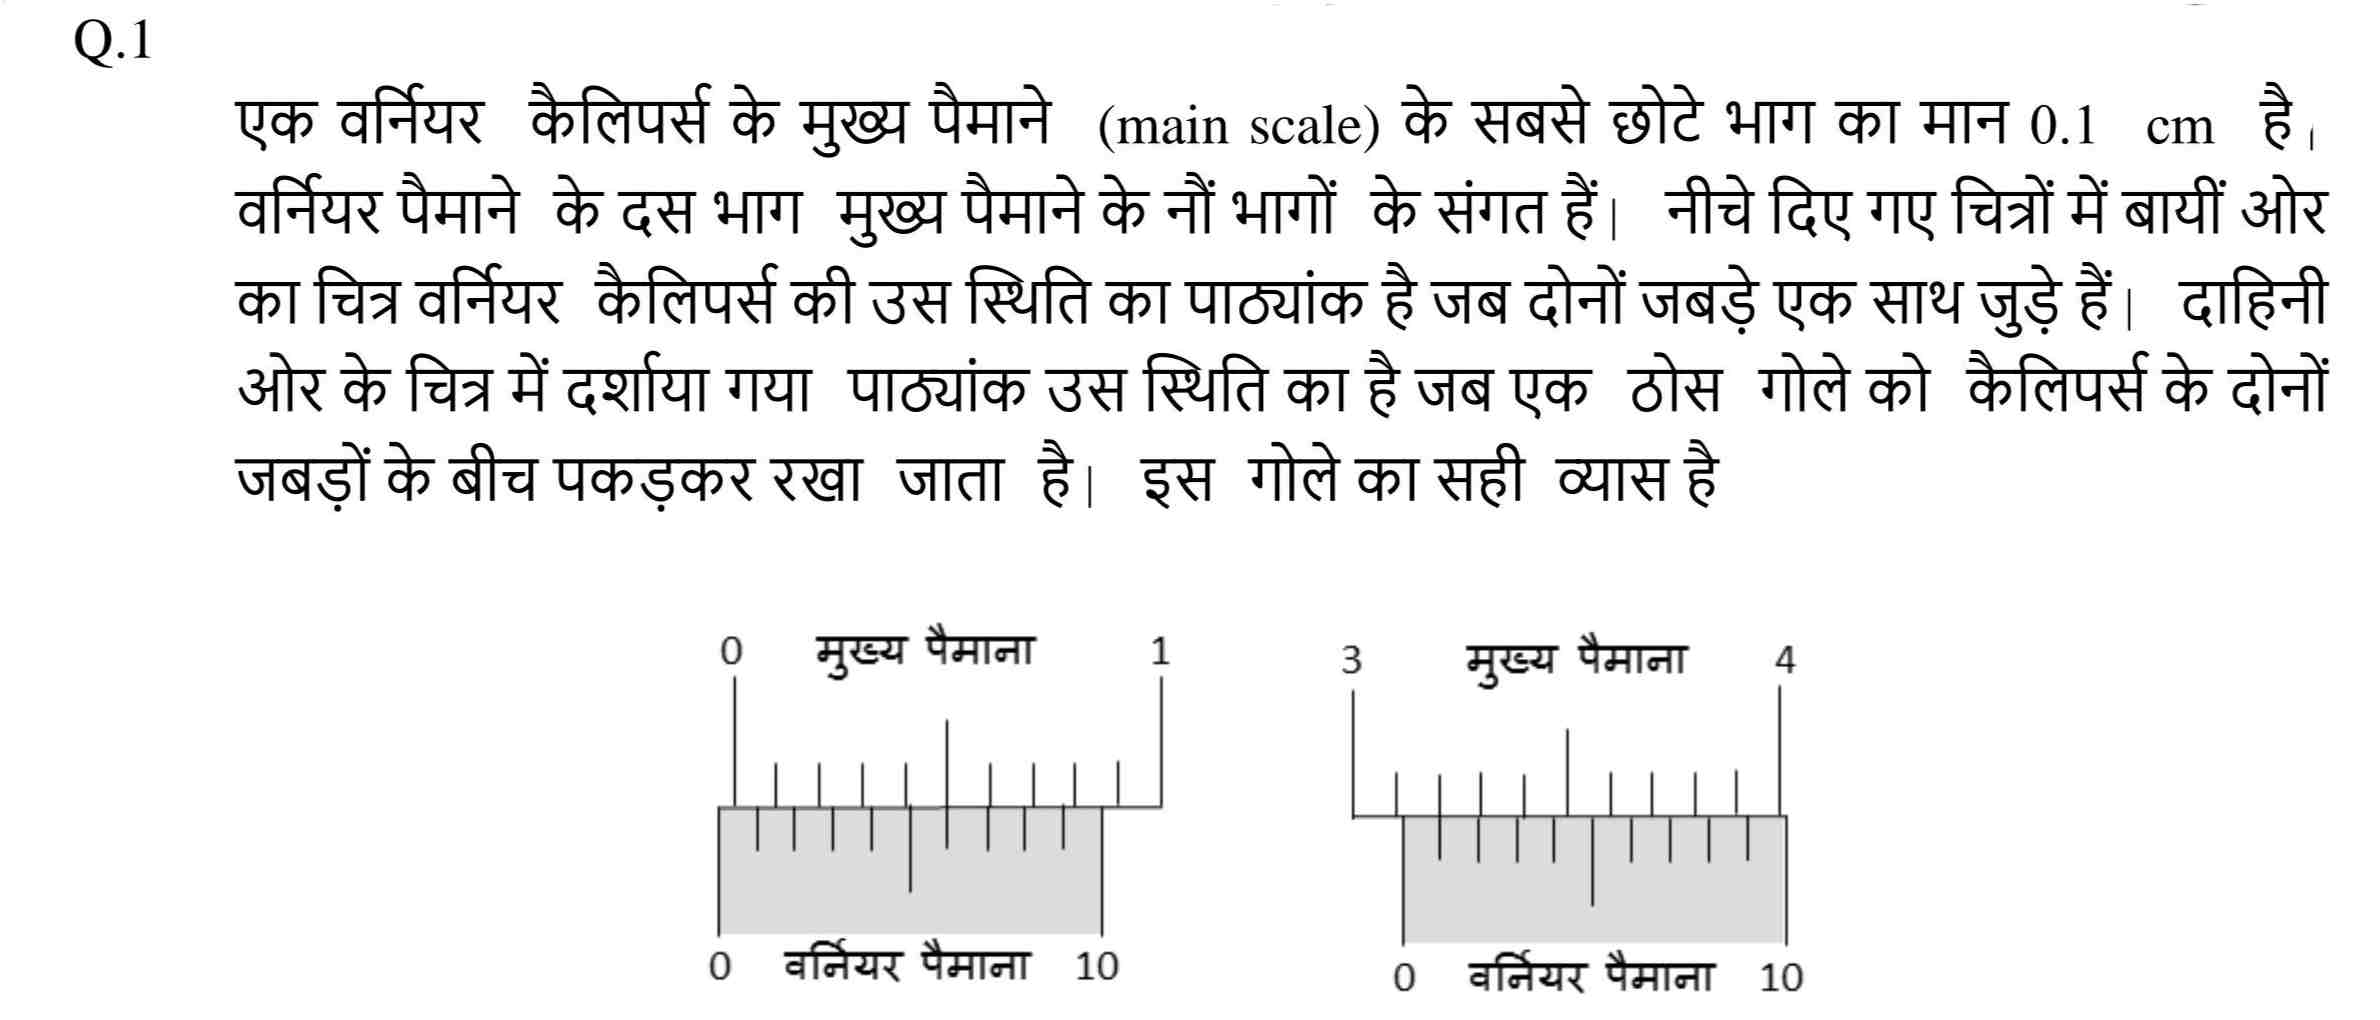 Q.1
एक वर्नियर कैलिपर्स के मुख्य पैमाने (main scale) के सबसे छोटे भाग का मान 0.1 cm है।
वर्नियर पैमाने के दस भाग मुख्य पैमाने के नौं भागों के संगत हैं। नीचे दिए गए चित्रों में बायीं ओर
का चित्र वर्नियर कैलिपर्स की उस स्थिति का पाठ्यांक है जब दोनों जबड़े एक साथ जुड़े हैं। दाहिनी
ओर के चित्र में दर्शाया गया पाठ्यांक उस स्थिति का है जब एक ठोस गोले को कैलिपर्स के दोनों
जबड़ों के बीच पकड़कर रखा जाता है। इस गोले का सही व्यास है
0 मुख्य पैमाना 1
3 मुख्य पैमाना 4
0 वर्नियर पैमाना 10
0 वर्नियर पैमाना 10